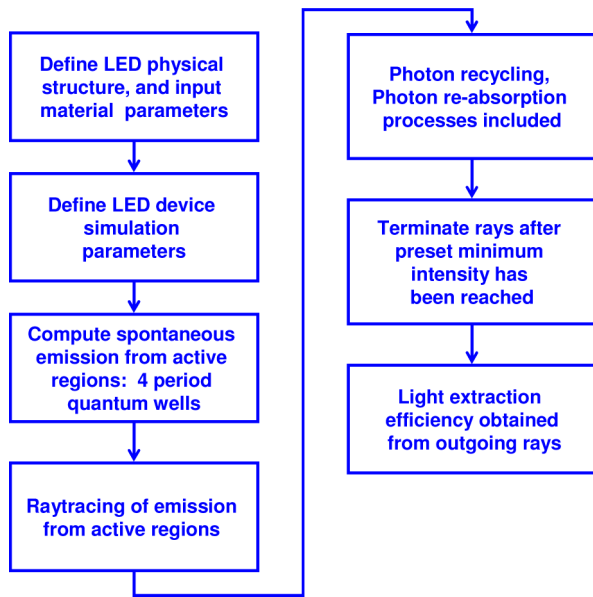 Define LED physical
structure, and input
material parameters
Define LED device
simulation
parameters
Compute spontaneous
emission from active
regions: 4 period
quantum wells
Raytracing of emission
from active regions
Photon recycling,
Photon re-absorption
processes included
Terminate rays after
preset minimum
intensity has
been reached
Light extraction
efficiency obtained
from outgoing rays